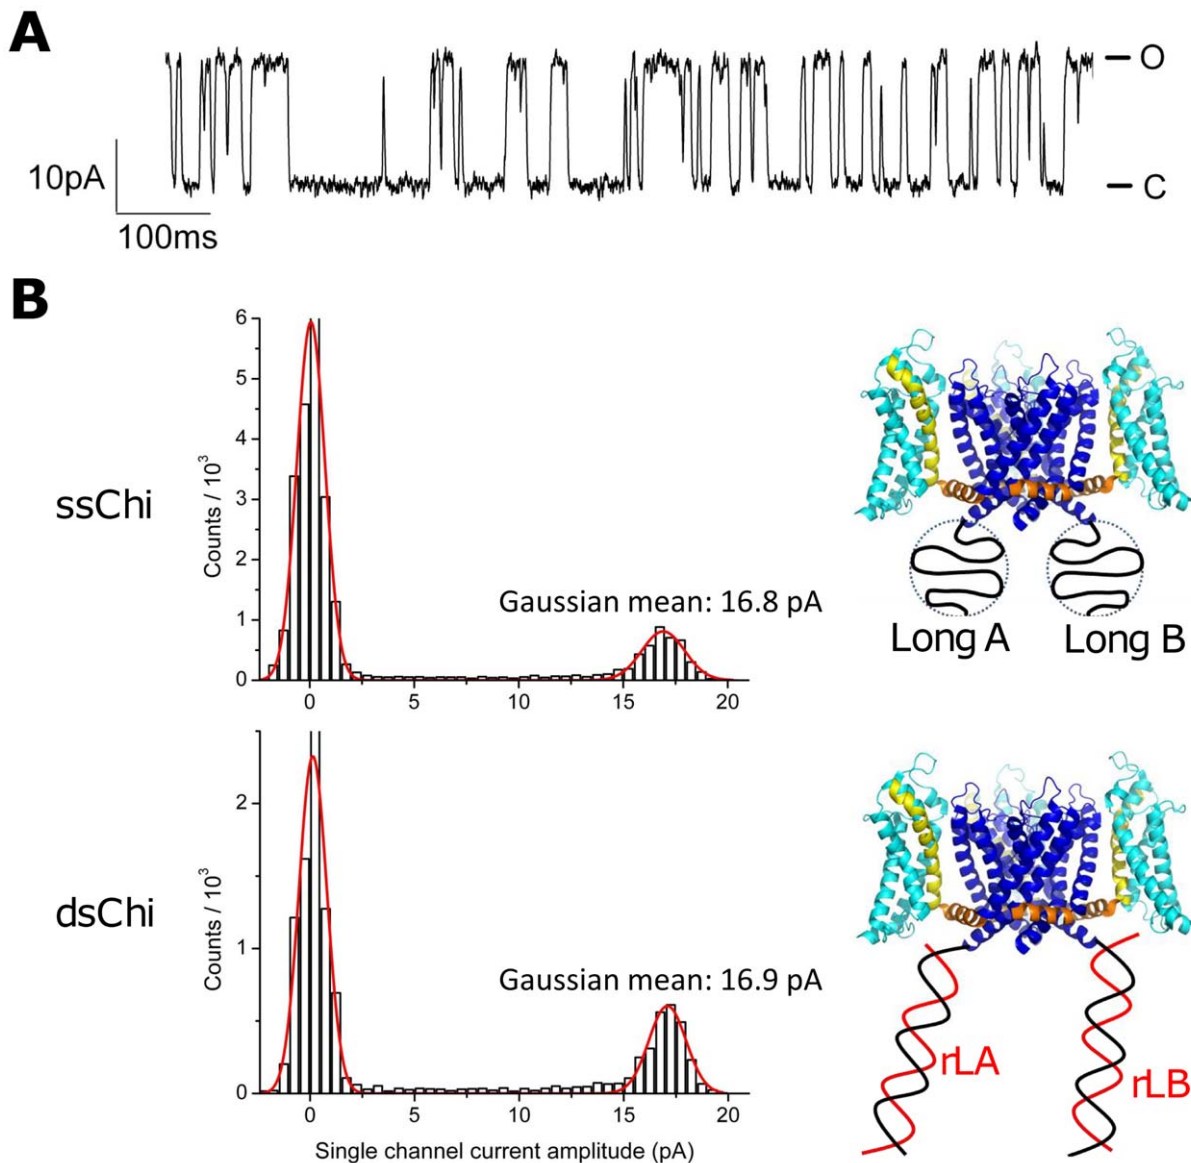 A
O
10pA
C
100ms
B
ssChi
Counts / 10³
6
5
4
3
2
1
0
Gaussian mean: 16.8 pA
0 5 10 15 20
Long A Long B
dsChi
Counts / 10³
2
1
0
Gaussian mean: 16.9 pA
0 5 10 15 20
Single channel current amplitude (pA)
rLA
rLB